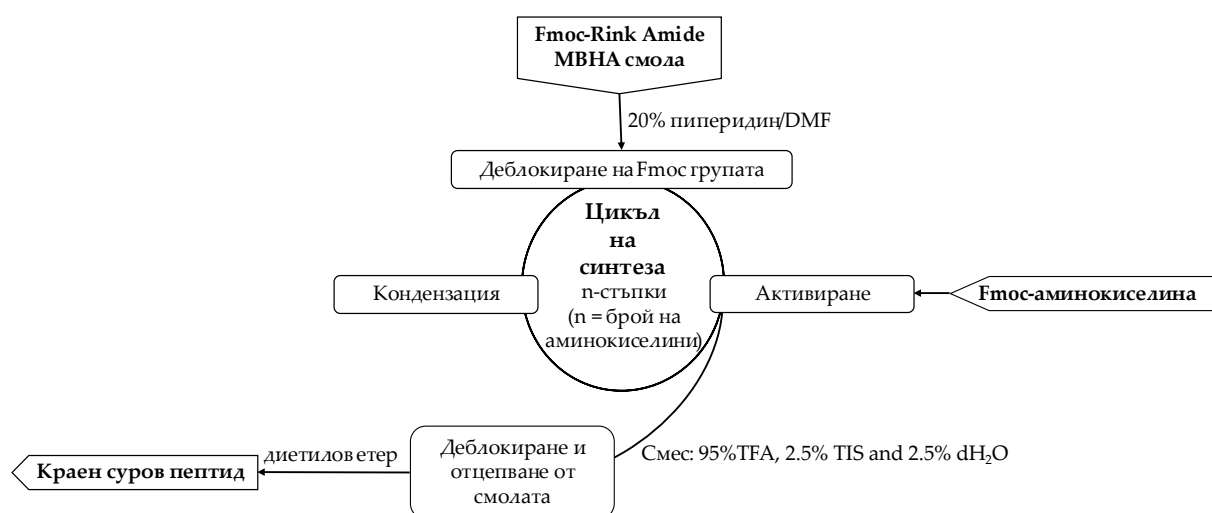 Fmoc-Rink Amide
MBHA смола
20% пиперидин/DMF
Деблокиране на Fmoc групата
Цикъл
на
синтеза
n-стъпки
(n = брой на
аминокиселини)
Кондензация
Активиране
Fmoc-аминокиселина
Смес: 95%TFA, 2.5% TIS and 2.5% dH₂O
Деблокиране и
отцепване от
смолата
диетилов етер
Краен суров пептид